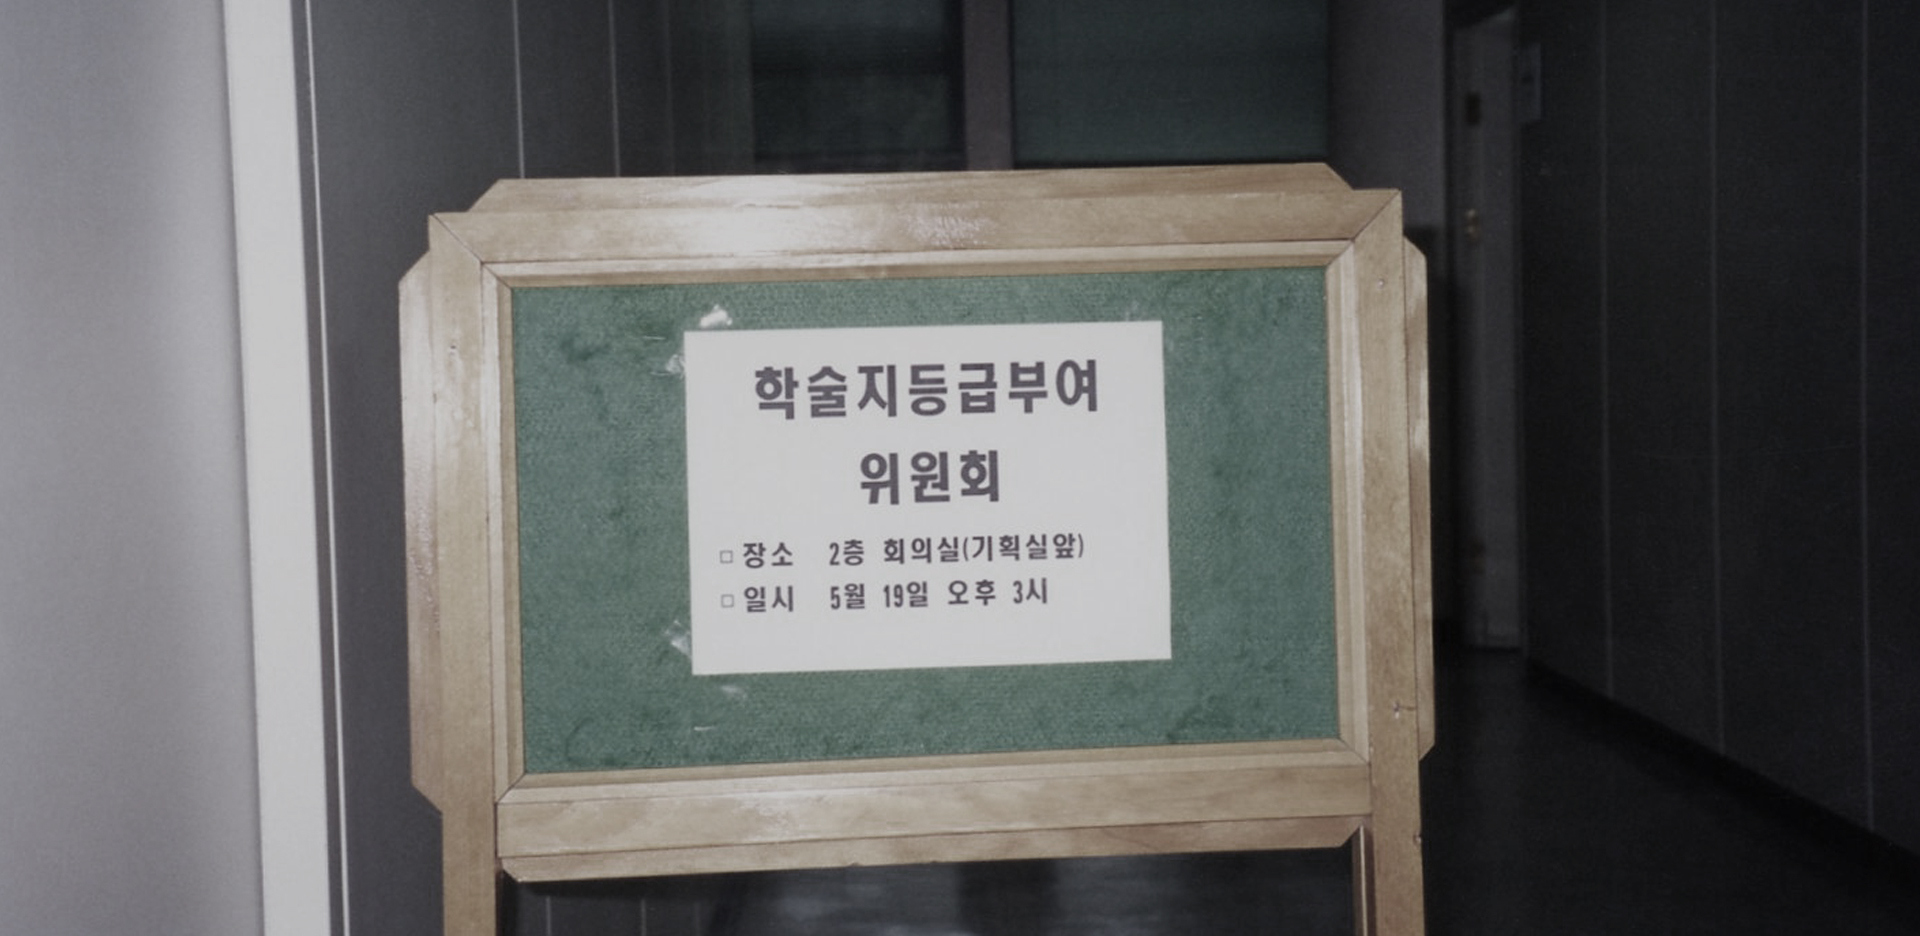 학술지등급부여
위원회
□ 장소 2층 회의실(기획실앞)
□ 일시 5월 19일 오후 3시